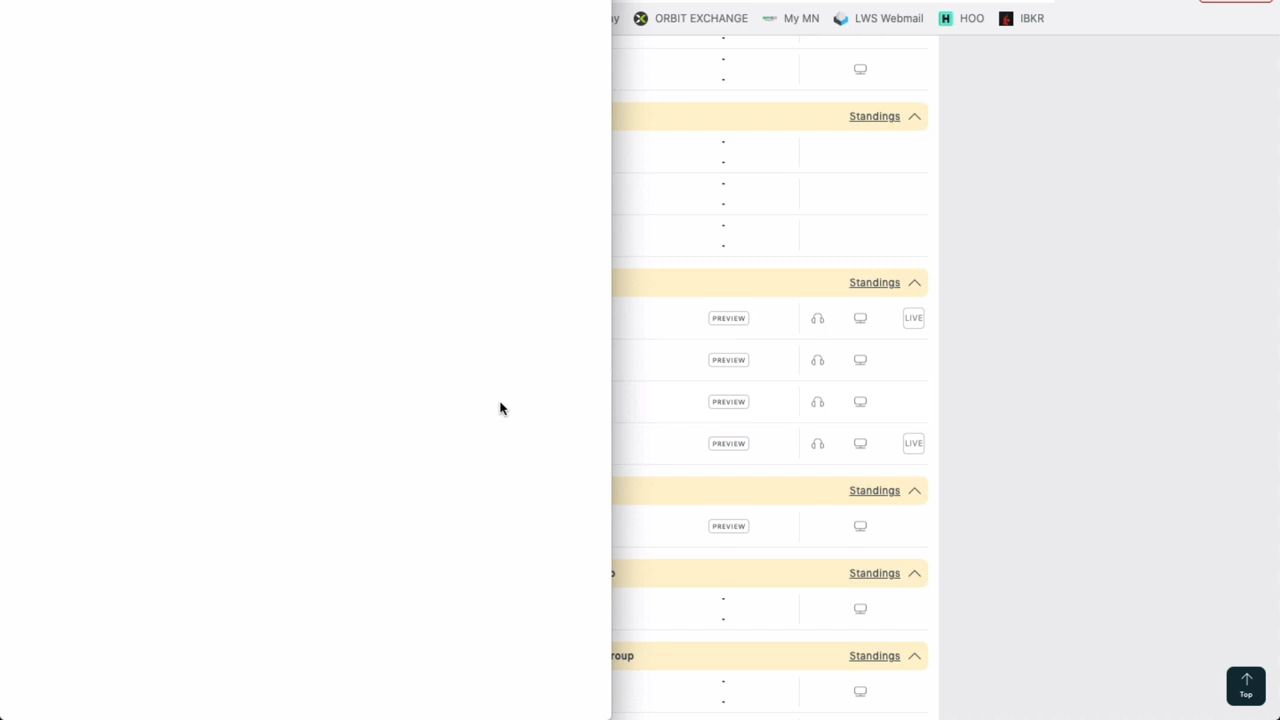 y ORBIT EXCHANGE My MN LWS Webmail H HOO IBKR
Standings
Standings
PREVIEW LIVE
PREVIEW
PREVIEW
PREVIEW LIVE
Standings
PREVIEW
Standings
roup Standings
Top